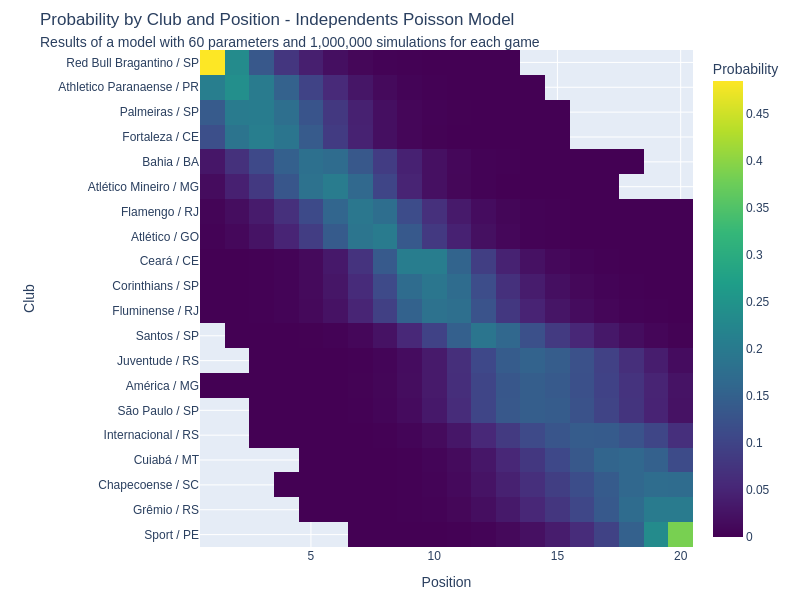 Probability by Club and Position - Independents Poisson Model
Results of a model with 60 parameters and 1,000,000 simulations for each game
Probability
Red Bull Bragantino / SP
Athletico Paranaense / PR
Palmeiras / SP
Fortaleza / CE
Bahia / BA
Atlético Mineiro / MG
Flamengo / RJ
Atlético / GO
Ceará / CE
Corinthians / SP
Fluminense / RJ
Santos / SP
Juventude / RS
América / MG
São Paulo / SP
Internacional / RS
Cuiabá / MT
Chapecoense / SC
Grêmio / RS
Sport / PE
Club
5
10
15
20
Position
0.45
0.4
0.35
0.3
0.25
0.2
0.15
0.1
0.05
0